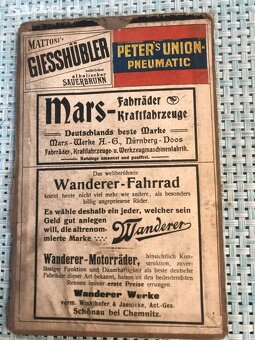 MATTONI'S
GIESSHÜBLER
natürlicher
alkalischer
SAUERBRUNN
PETER'S UNION-
PNEUMATIC
Mars-
Fahrräder
Kraftfahrzeuge
Deutschlands beste Marke
Mars-Werke A.-G., Nürnberg-Doos
Fahrräder, Kraftfahrzeuge u. Werkzeugmaschinenfabrik.
Kataloge umsonst und postfrei.
Das weltberühmte
Wanderer-Fahrrad
kostet heute nicht viel mehr wie andere, als besonders
billig angepriesene Räder.
Es wähle deshalb ein jeder, welcher sein
Geld gut anlegen
will, die altrenom-
mierte Marke
Wanderer
Wanderer-Motorräder,
hinsichtlich Kon-
struktion, zuver-
lässiger Funktion und Dauerhaftigkeit als beste deutsche
Fabrikate dieser Art bekannt, haben an den bedeutendsten
Rennen immer erste Preise errungen.
Wanderer Werke
vorm. Winklhofer & Jaenicke, Act.-Ges.
Schönau bei Chemnitz.